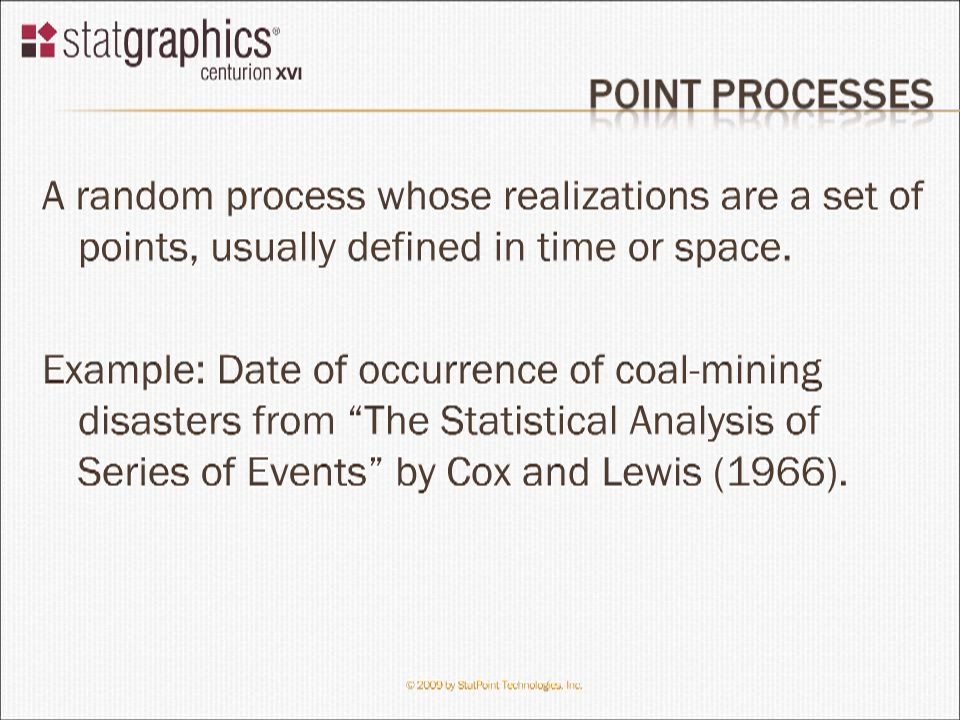 statgraphics®
centurion XVI
POINT PROCESSES
A random process whose realizations are a set of
points, usually defined in time or space.
Example: Date of occurrence of coal-mining
disasters from “The Statistical Analysis of
Series of Events” by Cox and Lewis (1966).
© 2009 by StatPoint Technologies, Inc.